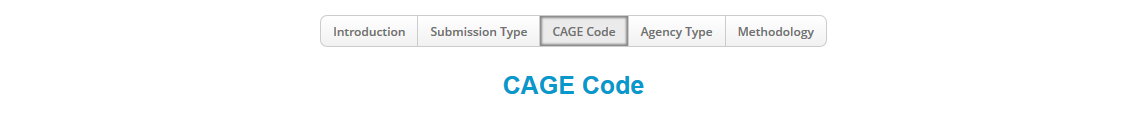 Introduction Submission Type CAGE Code Agency Type Methodology
CAGE Code